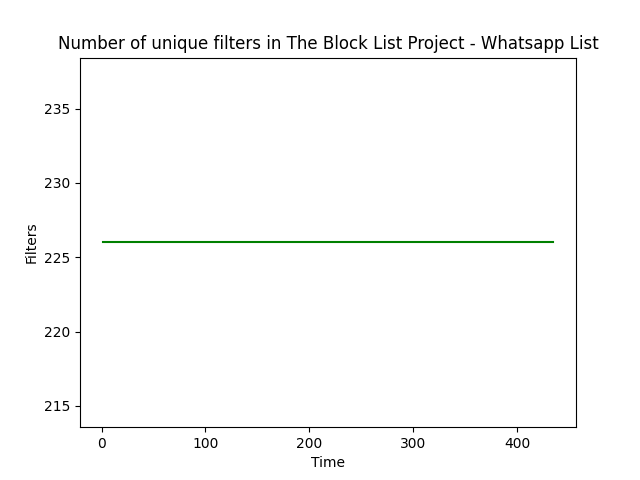 Number of unique filters in The Block List Project - Whatsapp List
235
230
225
220
215
Filters
0 100 200 300 400
Time